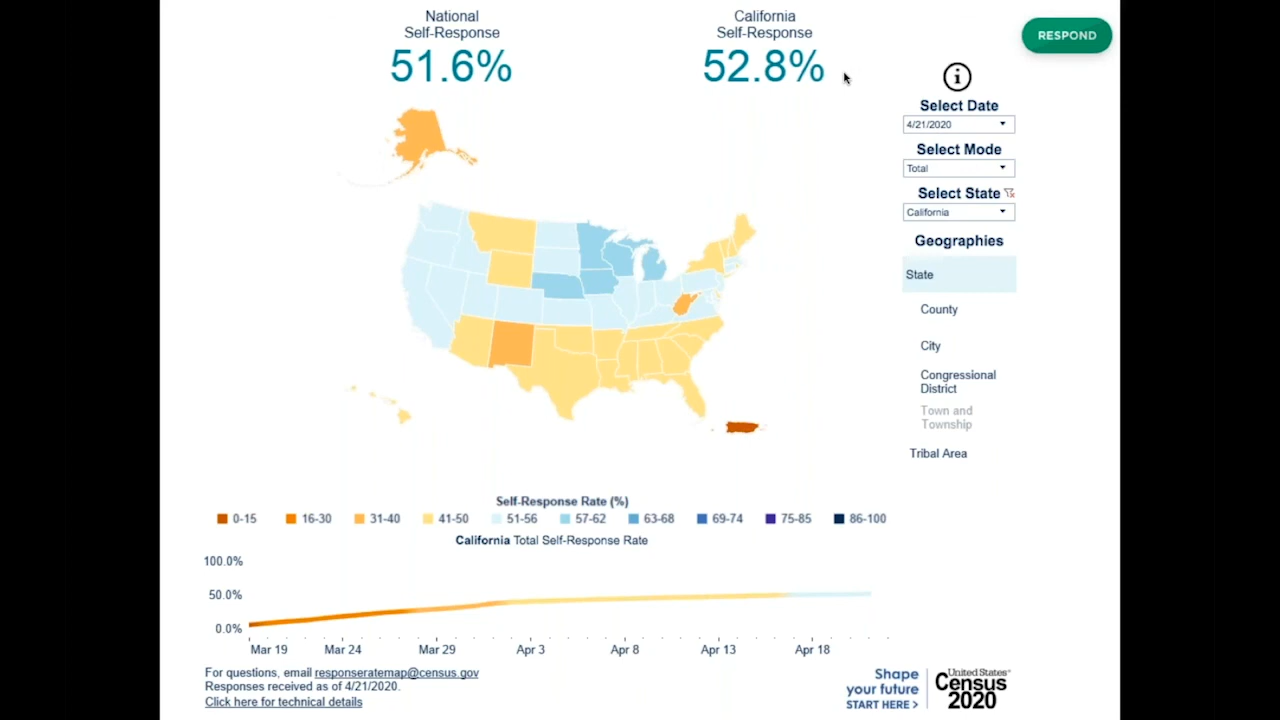 National
Self-Response
51.6%
California
Self-Response
52.8%
RESPOND
i
Select Date
4/21/2020
Select Mode
Total
Select State
California
Geographies
State
County
City
Congressional
District
Town and
Township
Tribal Area
Self-Response Rate (%)
0-15 16-30 31-40 41-50 51-56 57-62 63-68 69-74 75-85 86-100
California Total Self-Response Rate
100.0%
50.0%
0.0%
Mar 19 Mar 24 Mar 29 Apr 3 Apr 8 Apr 13 Apr 18
For questions, email responseratemap@census.gov
Responses received as of 4/21/2020.
Click here for technical details
Shape
your future
START HERE >
United States®
Census
2020